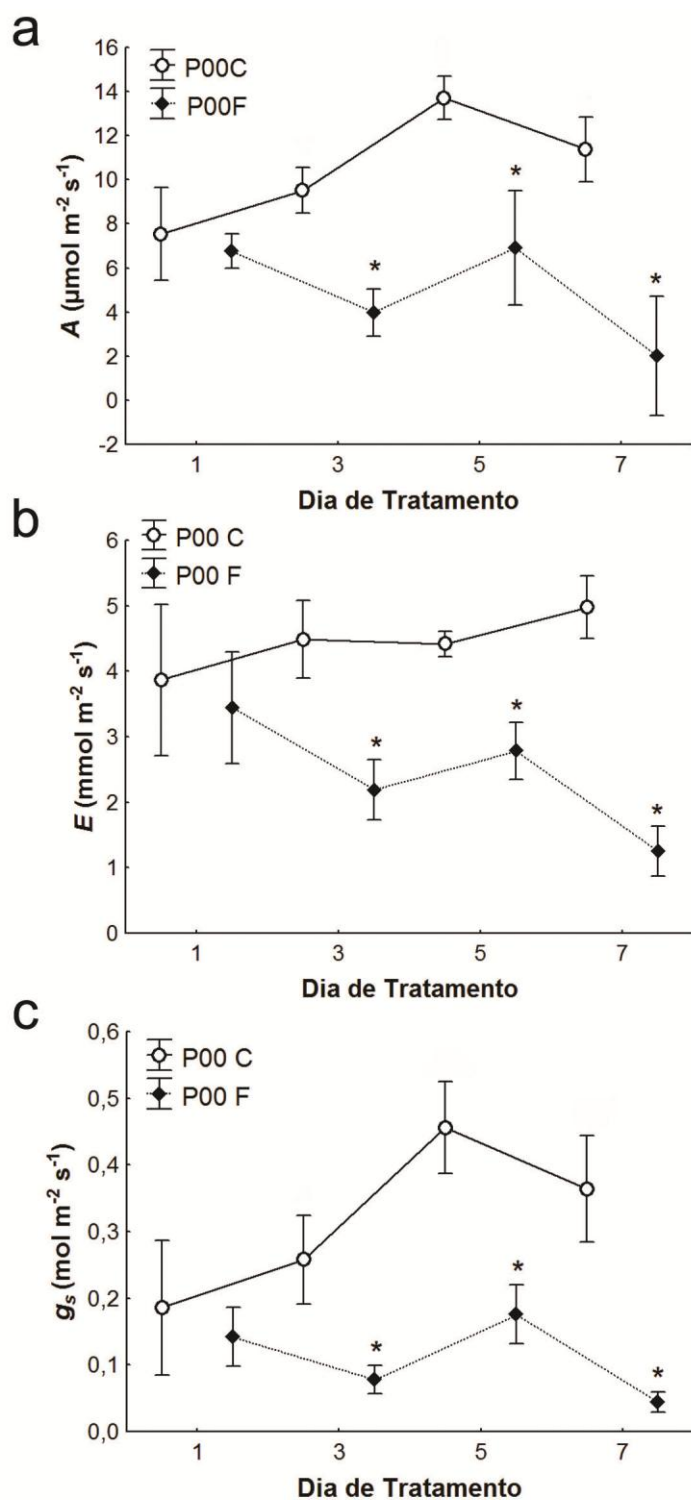 a
16
14
12
10
8
6
4
2
0
-2
A (µmol m⁻² s⁻¹)
P00C
P00F
*
*
*
1 3 5 7
Dia de Tratamento
b
6
5
4
3
2
1
0
E (mmol m⁻² s⁻¹)
P00 C
P00 F
*
*
*
1 3 5 7
Dia de Tratamento
c
0,6
0,5
0,4
0,3
0,2
0,1
0,0
gs (mol m⁻² s⁻¹)
P00 C
P00 F
*
*
*
1 3 5 7
Dia de Tratamento